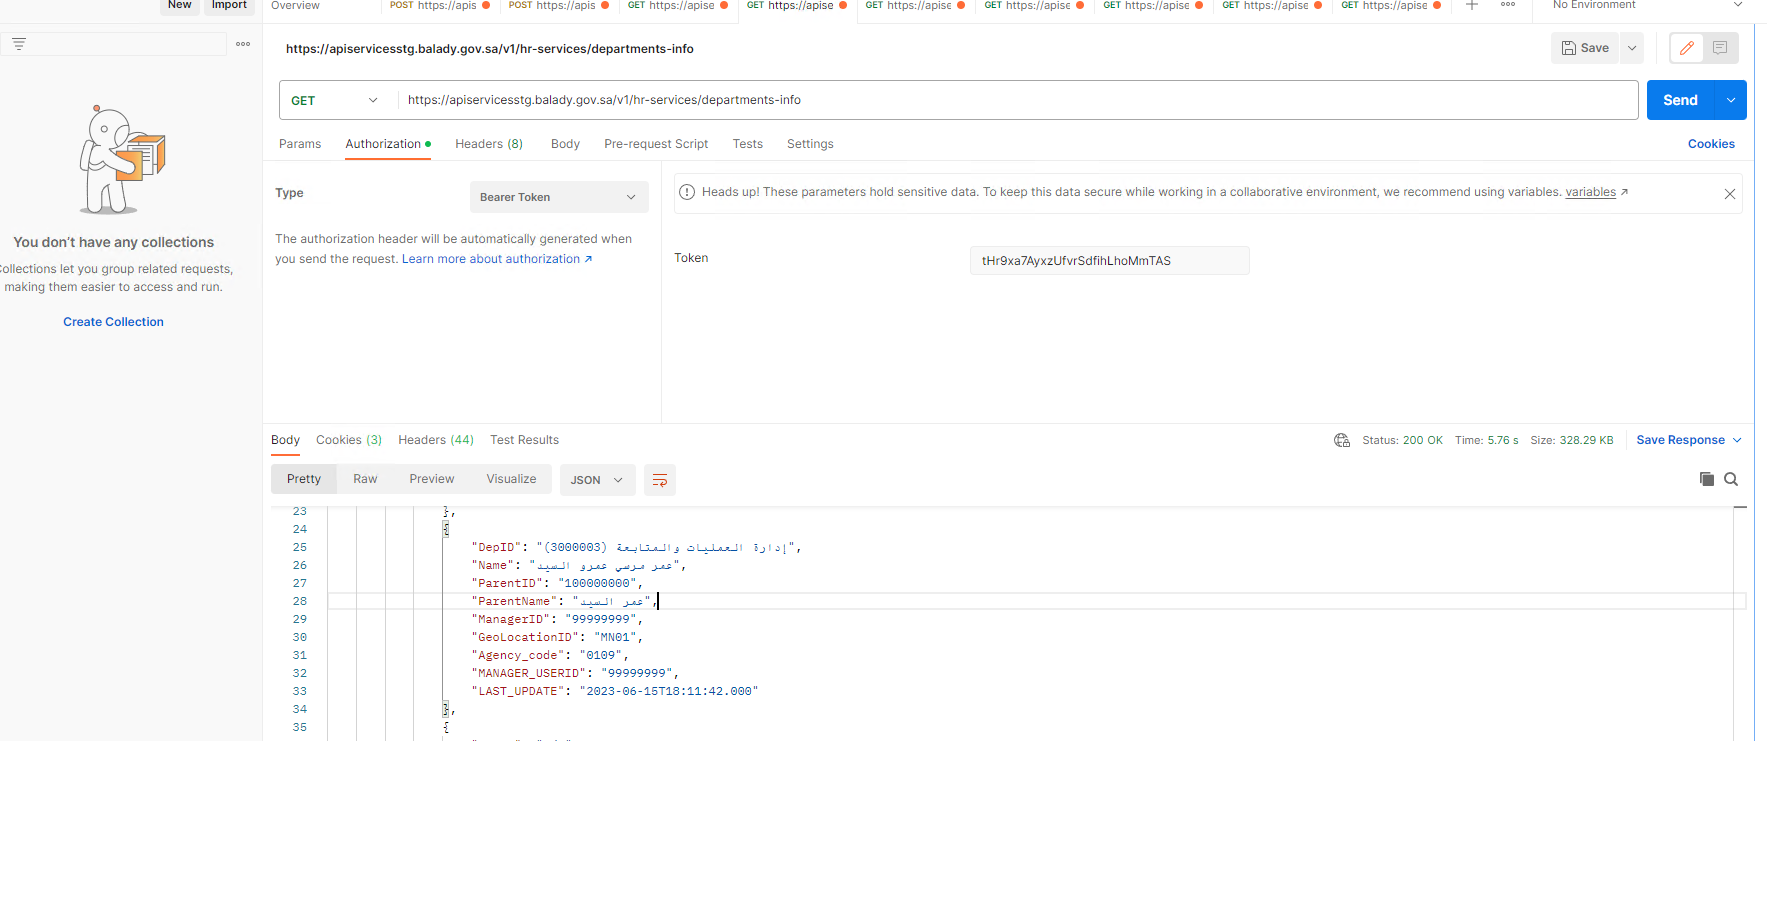 New Import
Overview POST https://apis POST https://apis GET https://apise GET https://apise GET https://apise GET https://apise GET https://apise GET https://apise GET https://apise No Environment
https://apiservicesstg.balady.gov.sa/v1/hr-services/departments-info
Save
GET https://apiservicesstg.balady.gov.sa/v1/hr-services/departments-info Send
Params Authorization Headers (8) Body Pre-request Script Tests Settings Cookies
Type Bearer Token
The authorization header will be automatically generated when
you send the request. Learn more about authorization ↗
Heads up! These parameters hold sensitive data. To keep this data secure while working in a collaborative environment, we recommend using variables. variables ↗
Token tHr9xa7AyxzUfvrSdfihLhoMmTAS
You don't have any collections
ollections let you group related requests,
making them easier to access and run.
Create Collection
Body Cookies (3) Headers (44) Test Results Status: 200 OK Time: 5.76 s Size: 328.29 KB Save Response
Pretty Raw Preview Visualize JSON
23 },
24 {
25 "DepID": "إدارة العمليات والمتابعة (3000003)",
26 "Name": "عمر مرسي عمرو السيد",
27 "ParentID": "100000000",
28 "ParentName": "عمر السيد",
29 "ManagerID": "99999999",
30 "GeoLocationID": "MN01",
31 "Agency_code": "0109",
32 "MANAGER_USERID": "99999999",
33 "LAST_UPDATE": "2023-06-15T18:11:42.000"
34 },
35 {